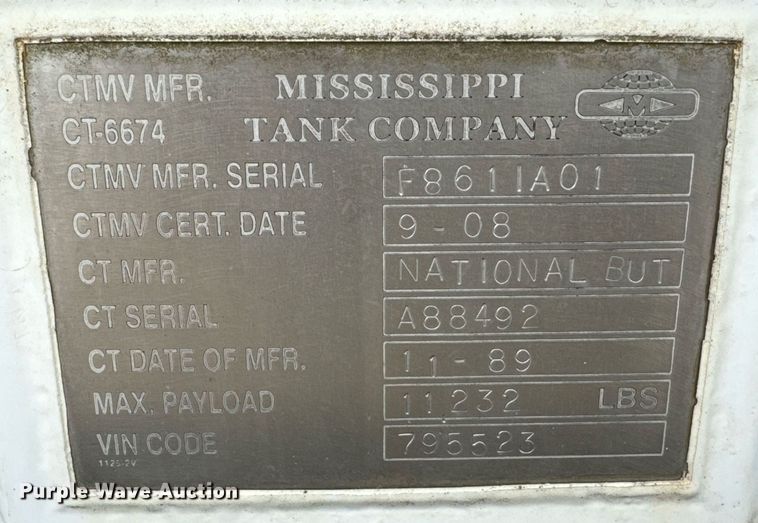 CTMV MFR. MISSISSIPPI
CT-6674 TANK COMPANY
M
CTMV MFR. SERIAL F8611A01
CTMV CERT. DATE 9-08
CT MFR. NATIONAL BUT
CT SERIAL A88492
CT DATE OF MFR. 11-89
MAX. PAYLOAD 11232 LBS
VIN CODE 795523
1125-2V
Purple Wave Auction